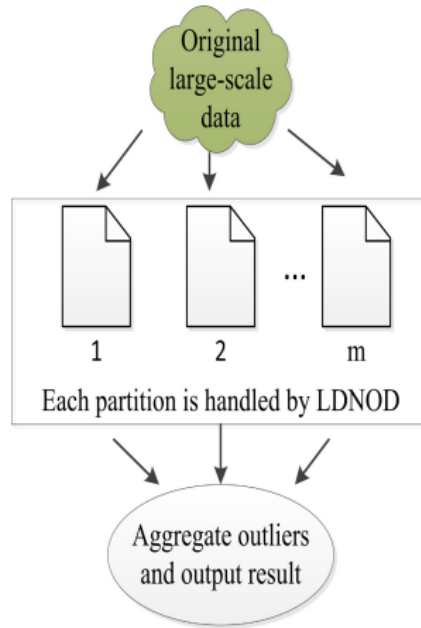 Original
large-scale
data
...
1
2
m
Each partition is handled by LDNOD
Aggregate outliers
and output result